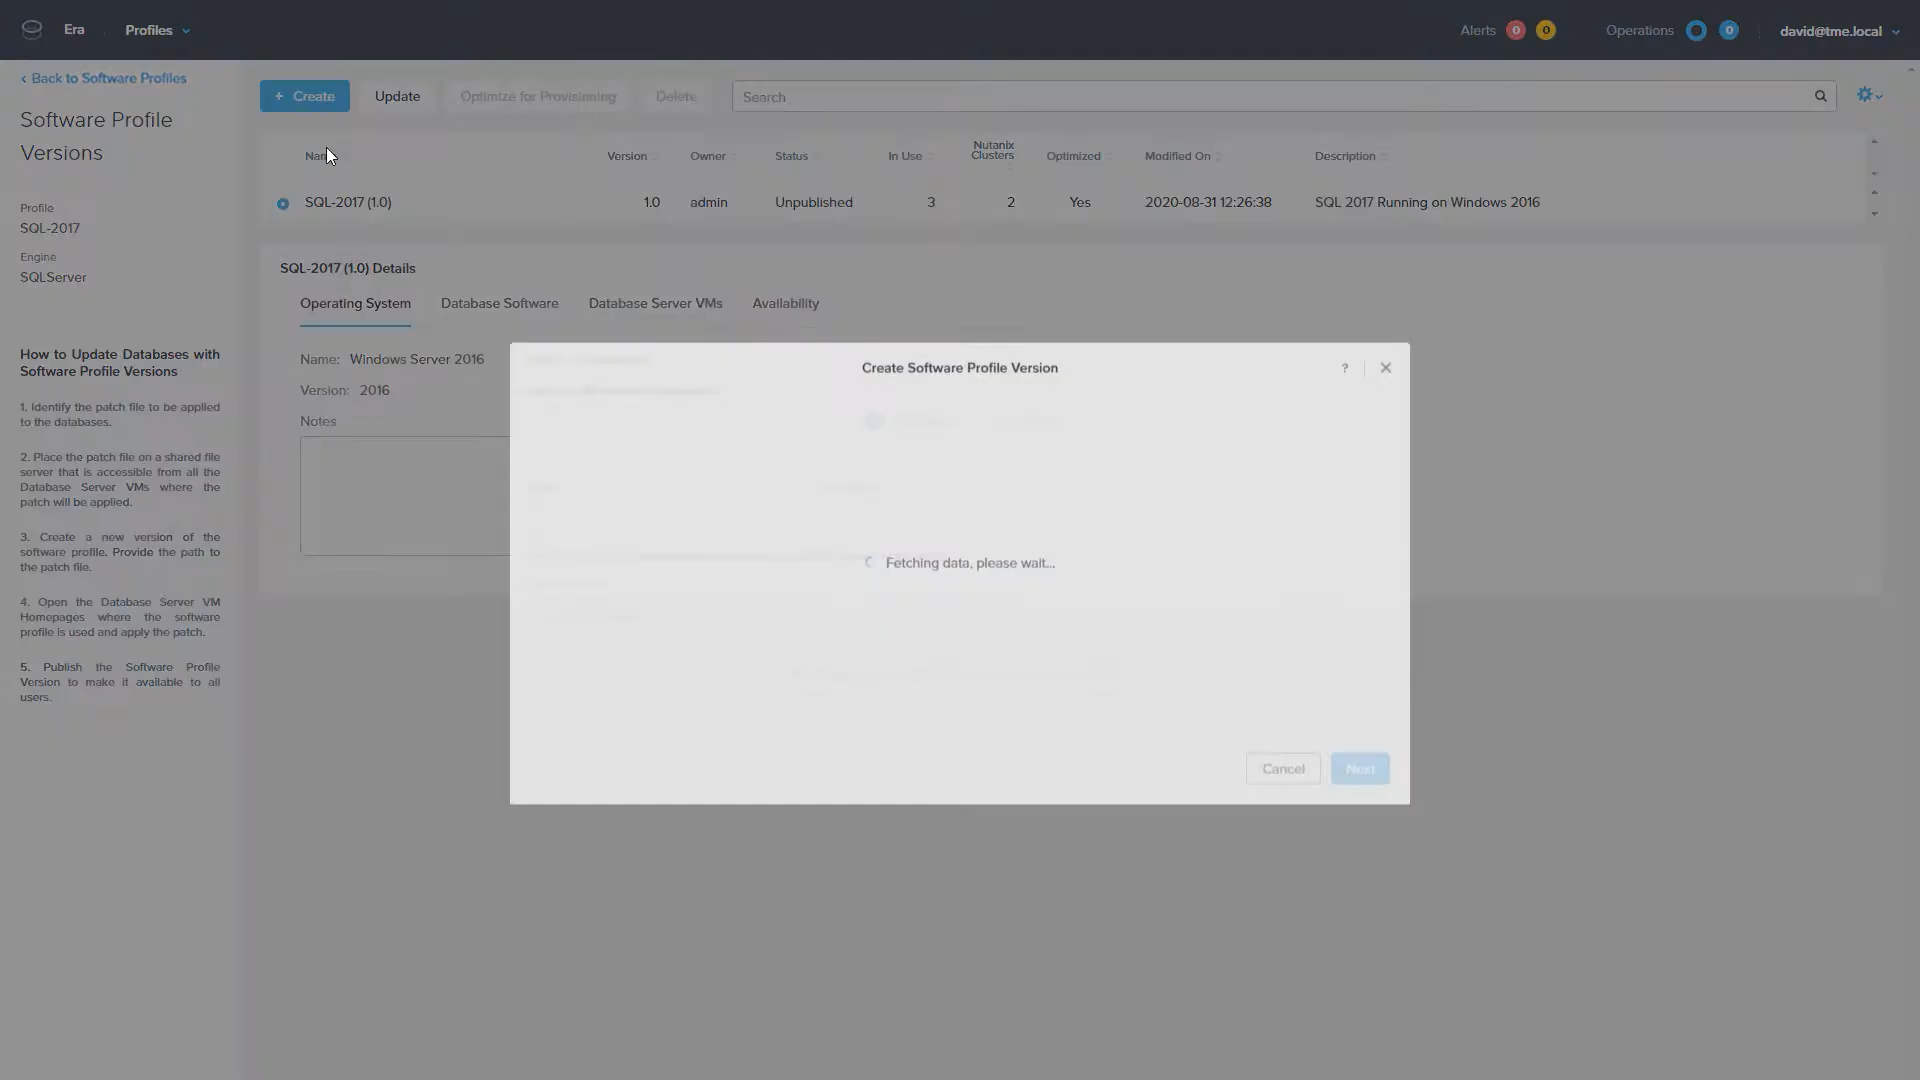 Era
Profiles
Alerts 0 0
Operations 0
david@tme.local
‹ Back to Software Profiles
Software Profile
Versions
Profile
SQL-2017
Engine
SQLServer
How to Update Databases with
Software Profile Versions
1. Identify the patch file to be applied
to the databases.
2. Place the patch file on a shared file
server that is accessible from all the
Database Server VMs where the
patch will be applied.
3. Create a new version of the
software profile. Provide the path to
the patch file.
4. Open the Database Server VM
Homepages where the software
profile is used and apply the patch.
5. Publish the Software Profile
Version to make it available to all
users.
+ Create
Update
Optimize for Provisioning
Delete
Search
Name Version Owner Status In Use Nutanix Clusters Optimized Modified On Description
SQL-2017 (1.0) 1.0 admin Unpublished 3 2 Yes 2020-08-31 12:26:38 SQL 2017 Running on Windows 2016
SQL-2017 (1.0) Details
Operating System Database Software Database Server VMs Availability
Name: Windows Server 2016
Version: 2016
Notes
Create Software Profile Version
?
Fetching data, please wait...
Cancel
Next